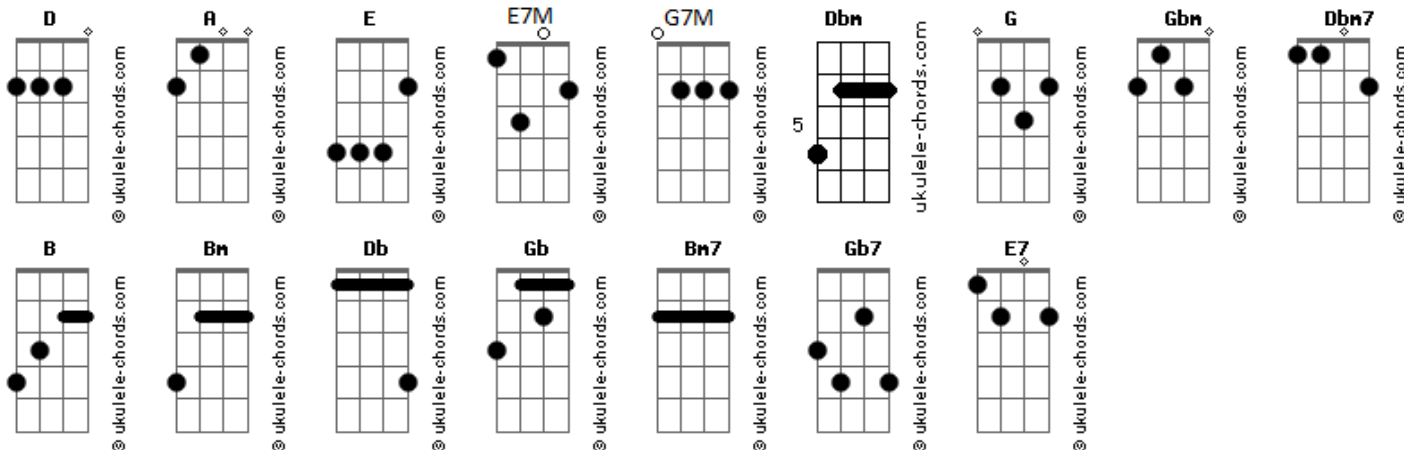 D A E E7M G7M Dbm G Gbm Dbm7
@ ukulele-chords.com @ ukulele-chords.com @ ukulele-chords.com @ ukulele-chords.com @ ukulele-chords.com ukulele-chords.com @ ukulele-chords.com @ ukulele-chords.com @ ukulele-chords.com
5
B Bm Db Gb Bm7 Gb7 E7
@ ukulele-chords.com @ ukulele-chords.com @ ukulele-chords.com @ ukulele-chords.com @ ukulele-chords.com @ ukulele-chords.com @ ukulele-chords.com